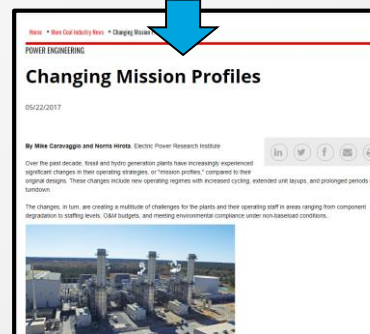 Home • More Coal Industry News • Changing Mission
POWER ENGINEERING
Changing Mission Profiles
05/22/2017
By Mike Caravaggio and Norris Hirota, Electric Power Research Institute
Over the past decade, fossil and hydro generation plants have increasingly experienced
significant changes in their operating strategies, or "mission profiles," compared to their
original designs. These changes include new operating regimes with increased cycling, extended unit layups, and prolonged periods
turndown.
The changes, in turn, are creating a multitude of challenges for the plants and their operating staff in areas ranging from component
degradation to staffing levels, O&M budgets, and meeting environmental compliance under non-baseload conditions.